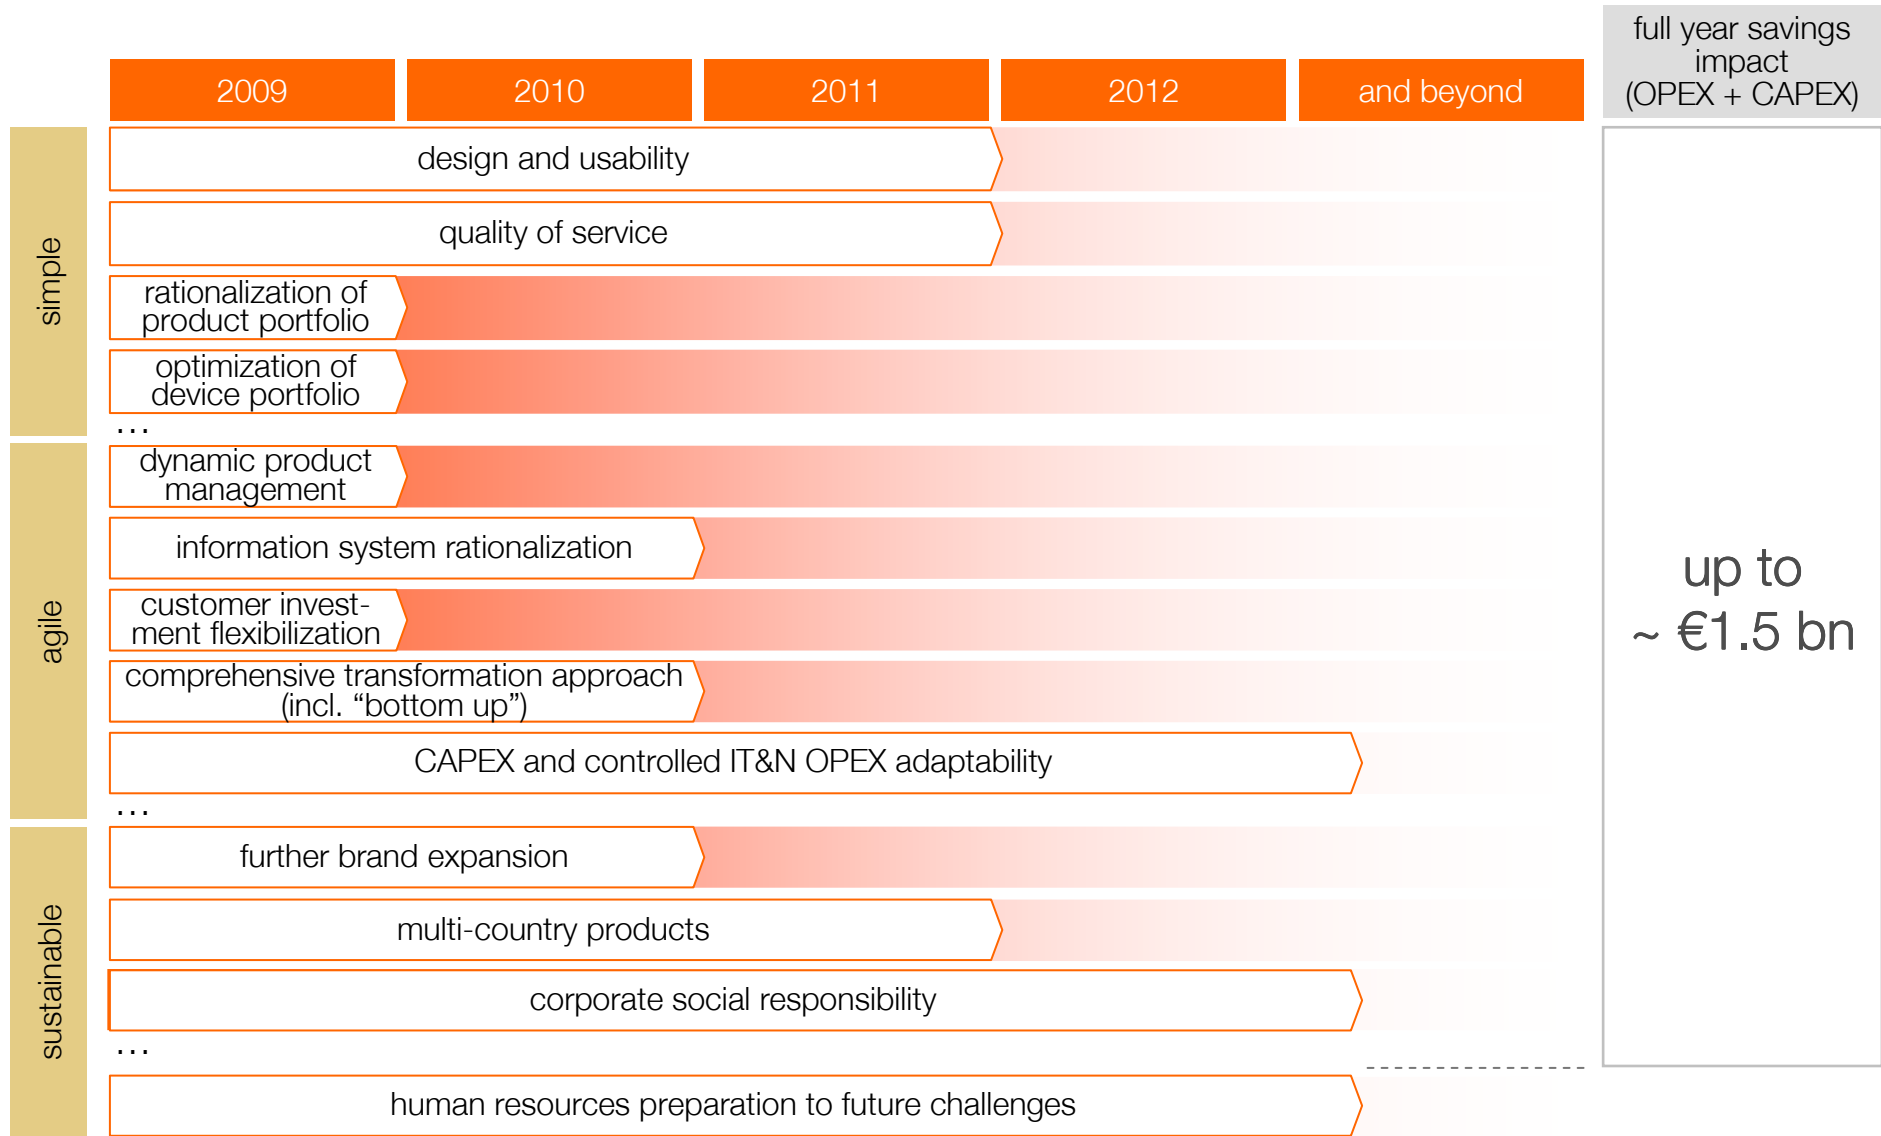 full year savings
impact
(OPEX + CAPEX)
2009
2010
2011
2012
and beyond
simple
design and usability
quality of service
rationalization of
product portfolio
optimization of
device portfolio
…
agile
dynamic product
management
information system rationalization
customer invest-
ment flexibilization
comprehensive transformation approach
(incl. “bottom up”)
CAPEX and controlled IT&N OPEX adaptability
…
up to
~ €1.5 bn
sustainable
further brand expansion
multi-country products
corporate social responsibility
…
human resources preparation to future challenges